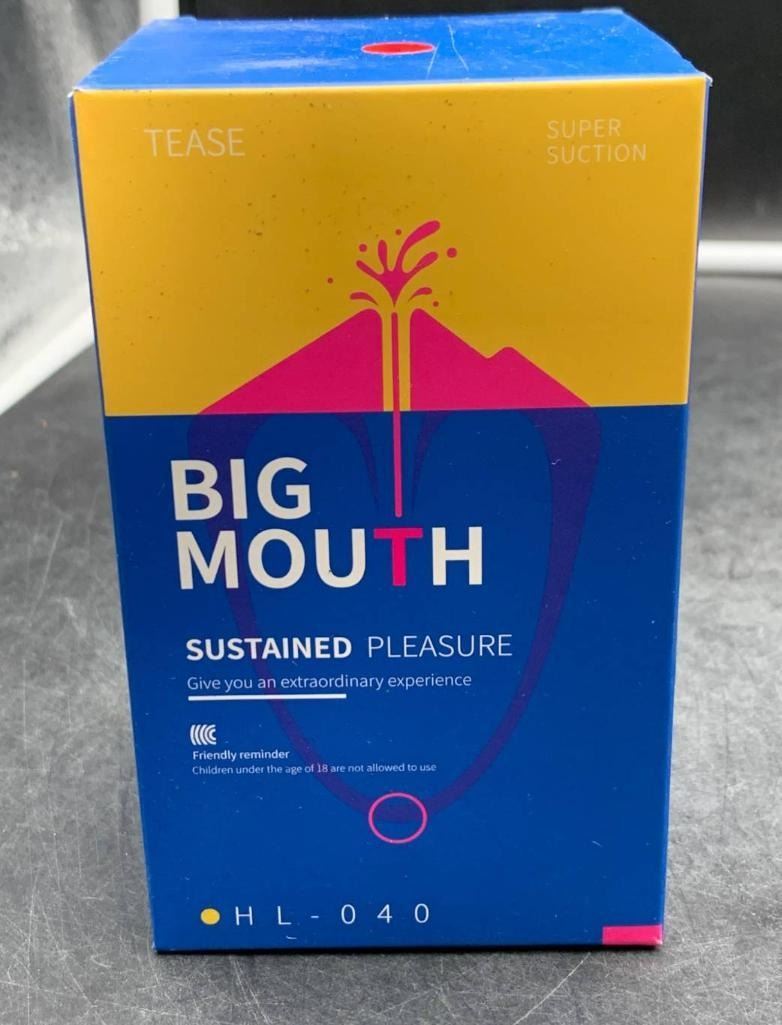 TEASE
SUPER
SUCTION
BIG
MOUTH
SUSTAINED PLEASURE
Give you an extraordinary experience
Friendly reminder
Children under the age of 18 are not allowed to use
HL-040